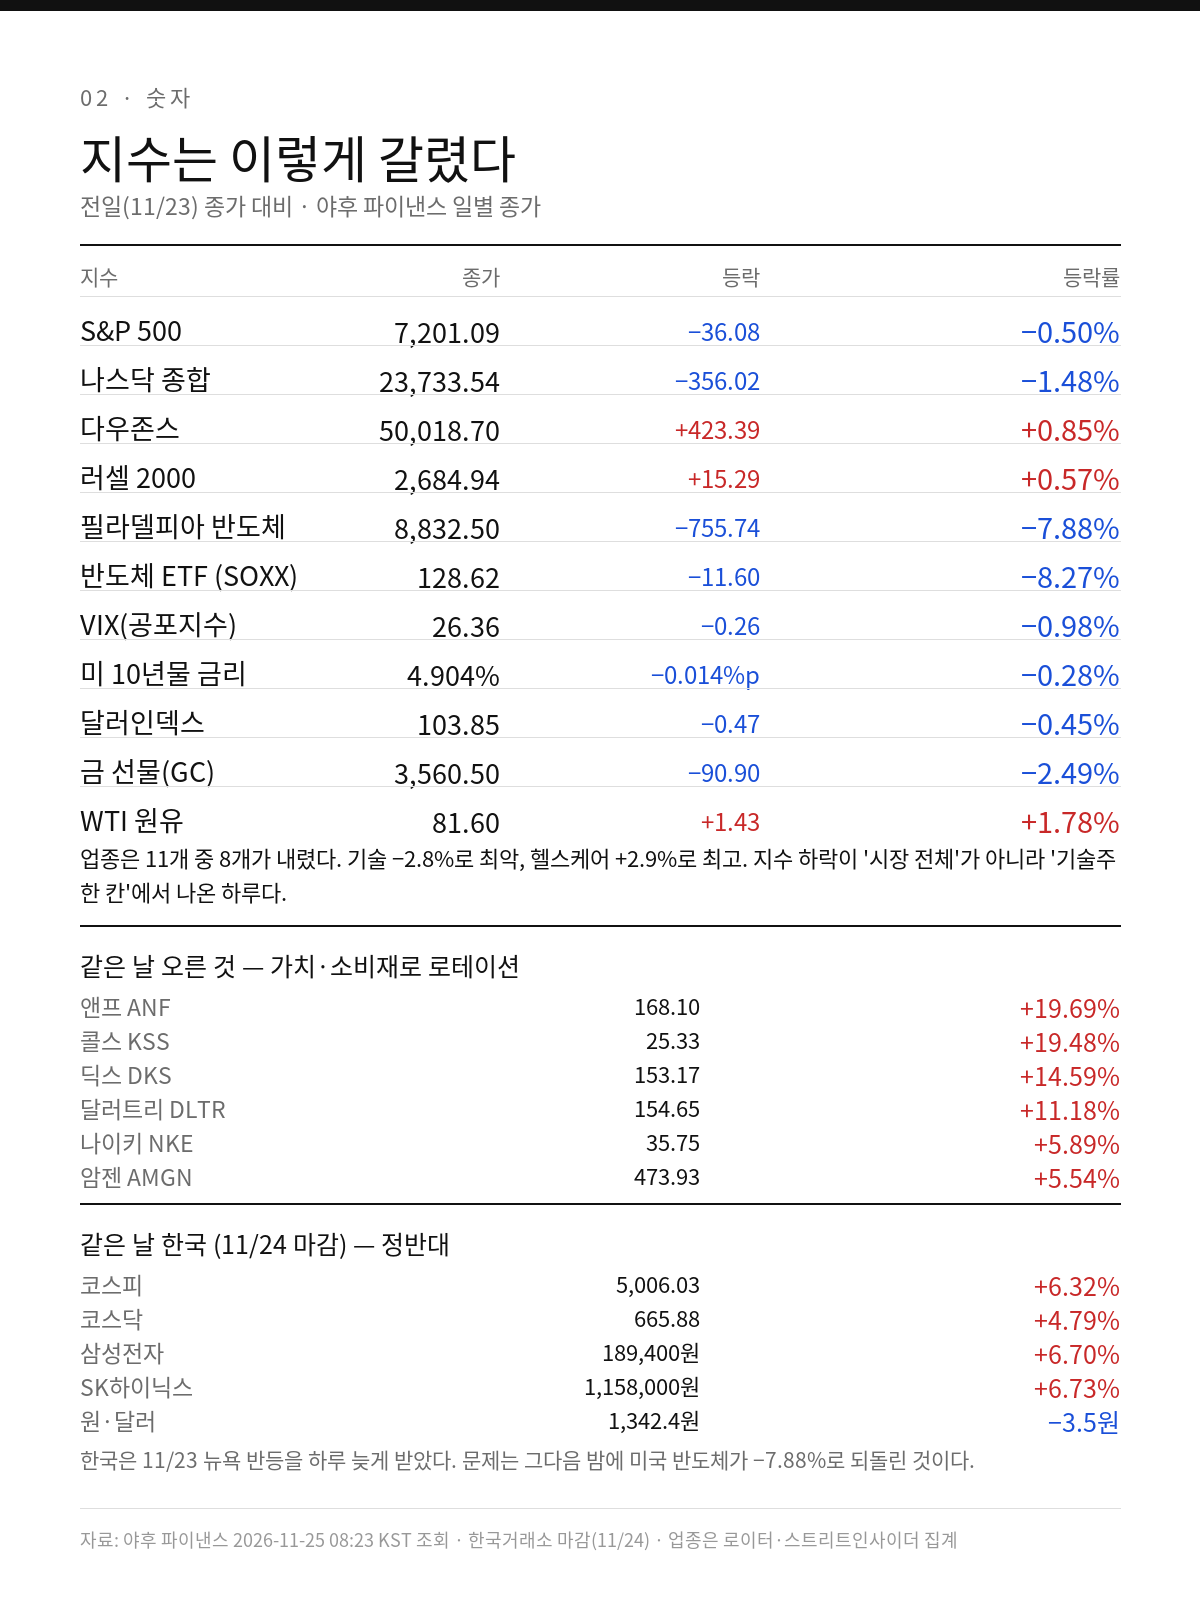 02 · 숫자
지수는 이렇게 갈렸다
전일(11/23) 종가 대비 · 야후 파이낸스 일별 종가
지수 종가 등락 등락률
S&P 500 7,201.09 −36.08 −0.50%
나스닥 종합 23,733.54 −356.02 −1.48%
다우존스 50,018.70 +423.39 +0.85%
러셀 2000 2,684.94 +15.29 +0.57%
필라델피아 반도체 8,832.50 −755.74 −7.88%
반도체 ETF (SOXX) 128.62 −11.60 −8.27%
VIX(공포지수) 26.36 −0.26 −0.98%
미 10년물 금리 4.904% −0.014%p −0.28%
달러인덱스 103.85 −0.47 −0.45%
금 선물(GC) 3,560.50 −90.90 −2.49%
WTI 원유 81.60 +1.43 +1.78%
업종은 11개 중 8개가 내렸다. 기술 −2.8%로 최악, 헬스케어 +2.9%로 최고. 지수 하락이 '시장 전체'가 아니라 '기술주
한 칸'에서 나온 하루다.
같은 날 오른 것 — 가치·소비재로 로테이션
앤프 ANF 168.10 +19.69%
콜스 KSS 25.33 +19.48%
딕스 DKS 153.17 +14.59%
달러트리 DLTR 154.65 +11.18%
나이키 NKE 35.75 +5.89%
암젠 AMGN 473.93 +5.54%
같은 날 한국 (11/24 마감) — 정반대
코스피 5,006.03 +6.32%
코스닥 665.88 +4.79%
삼성전자 189,400원 +6.70%
SK하이닉스 1,158,000원 +6.73%
원·달러 1,342.4원 −3.5원
한국은 11/23 뉴욕 반등을 하루 늦게 받았다. 문제는 그다음 밤에 미국 반도체가 −7.88%로 되돌린 것이다.
자료: 야후 파이낸스 2026-11-25 08:23 KST 조회 · 한국거래소 마감(11/24) · 업종은 로이터·스트리트인사이더 집계